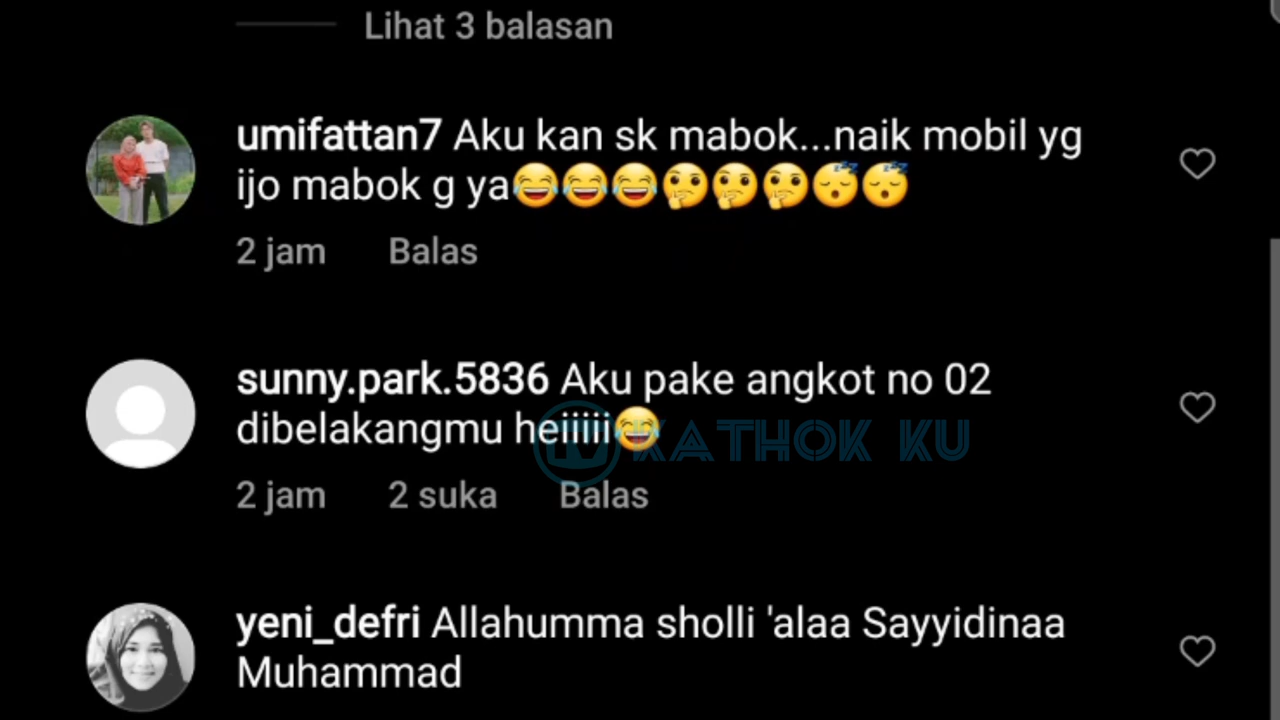 Lihat 3 balasan
umifattan7 Aku kan sk mabok...naik mobil yg
ijo mabok g ya😂😂😂🤔🤔🤔😴😴
2 jam Balas
sunny.park.5836 Aku pake angkot no 02
dibelakangmu heiiiii😂
KATHOK KU
2 jam 2 suka Balas
yeni_defri Allahumma sholli 'alaa Sayyidinaa
Muhammad